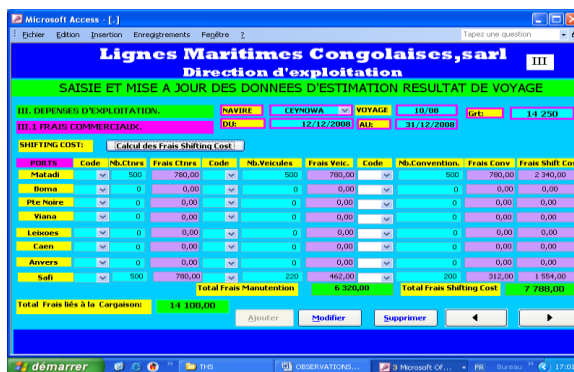 Microsoft Access - [.]
Fichier Edition Insertion Enregistrements Fenêtre ? Tapez une question
Lignes Maritimes Congolaises,sarl
III
Direction d'exploitation
SAISIE ET MISE A JOUR DES DONNEES D'ESTIMATION RESULTAT DE VOYAGE
III. DEPENSES D'EXPLOITATION. NAVIRE CEYNOWA VOYAGE 10/08 Grt: 14 250
III.1 FRAIS COMMERCIAUX. DU: 12/12/2008 AU: 31/12/2008
SHIFTING COST: Calcul des Frais Shifting Cost
PORTS Code Nb.Ctnrs Frais Ctnrs Code Nb.Veicules Frais Veic. Code Nb.Convention. Frais Conv Frais Shift Co
Matadi 500 780,00 500 780,00 500 780,00 2 340,00
Boma 0 0,00 0 0,00 0 0,00 0,00
Pte Noire 0 0,00 0 0,00 0 0,00 0,00
Viana 0 0,00 0 0,00 0 0,00 0,00
Leixoes 0 0,00 0 0,00 0 0,00 0,00
Caen 0 0,00 0 0,00 0 0,00 0,00
Anvers 0 0,00 0 0,00 0 0,00 0,00
Safi 500 780,00 220 462,00 200 312,00 1 554,00
Total Frais Manutention 6 320,00 Total Frais Shifting Cost 7 788,00
Total Frais liés à la Cargaison: 14 108,00
Ajouter Modifier Supprimer
démarrer THS OBSERVATIONS... 3 Microsoft Of... FR Bureau 17:01